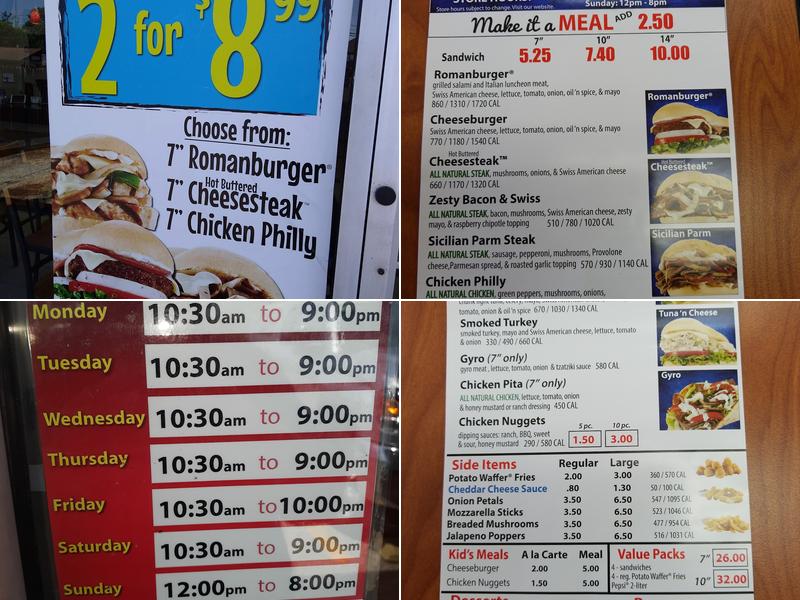 2 for $8 99
Choose from:
7" Romanburger®
7" Hot Buttered Cheesesteak™
7" Chicken Philly
Sunday: 12pm - 8pm
Store hours subject to change. Visit our website.
Make it a MEAL ADD 2.50
7" 10" 14"
Sandwich 5.25 7.40 10.00
Romanburger®
grilled salami and Italian luncheon meat,
Swiss American cheese, lettuce, tomato, onion, oil 'n spice, & mayo
860 / 1310 / 1720 CAL
Cheeseburger
Swiss American cheese, lettuce, tomato, onion, oil 'n spice, & mayo
770 / 1180 / 1540 CAL
Hot Buttered
Cheesesteak™
ALL NATURAL STEAK, mushrooms, onions, & Swiss American cheese
660 / 1170 / 1320 CAL
Zesty Bacon & Swiss
ALL NATURAL STEAK, bacon, mushrooms, Swiss American cheese, zesty
mayo, & raspberry chipotle topping 510 / 780 / 1020 CAL
Sicilian Parm Steak
ALL NATURAL STEAK, sausage, pepperoni, mushrooms, Provolone
cheese, Parmesan spread, & roasted garlic topping 570 / 930 / 1140 CAL
Chicken Philly
ALL NATURAL CHICKEN, green peppers, mushrooms, onions,
Romanburger®
Hot Buttered
Cheesesteak™
Sicilian Parm
Monday 10:30am to 9:00pm
Tuesday 10:30am to 9:00pm
Wednesday 10:30am to 9:00pm
Thursday 10:30am to 9:00pm
Friday 10:30am to 10:00pm
Saturday 10:30am to 9:00pm
Sunday 12:00pm to 8:00pm
tomato, onion & oil 'n spice 670 / 1030 / 1340 CAL
Smoked Turkey
smoked turkey, mayo and Swiss American cheese, lettuce, tomato
& onion 330 / 490 / 660 CAL
Gyro (7" only)
gyro meat, lettuce, tomato, onion & tzatziki sauce 580 CAL
Chicken Pita (7" only)
ALL NATURAL CHICKEN, lettuce, tomato, onion
& honey mustard or ranch dressing 450 CAL
Chicken Nuggets 5 pc. 10 pc.
dipping sauces: ranch, BBQ, sweet
& sour, honey mustard 290 / 580 CAL 1.50 3.00
Tuna 'n Cheese
Gyro
Side Items Regular Large
Potato Waffer® Fries 2.00 3.00 360 / 570 CAL
Cheddar Cheese Sauce .80 1.30 50 / 100 CAL
Onion Petals 3.50 6.50 547 / 1095 CAL
Mozzarella Sticks 3.50 6.50 523 / 1046 CAL
Breaded Mushrooms 3.50 6.50 477 / 954 CAL
Jalapeno Poppers 3.50 6.50 516 / 1031 CAL
Kid's Meals A la Carte Meal
Cheeseburger 2.00 5.00
Chicken Nuggets 1.50 5.00
Value Packs 7" 26.00
4 - sandwiches
4 - reg. Potato Waffer® Fries
Pepsi® 2-liter 10" 32.00